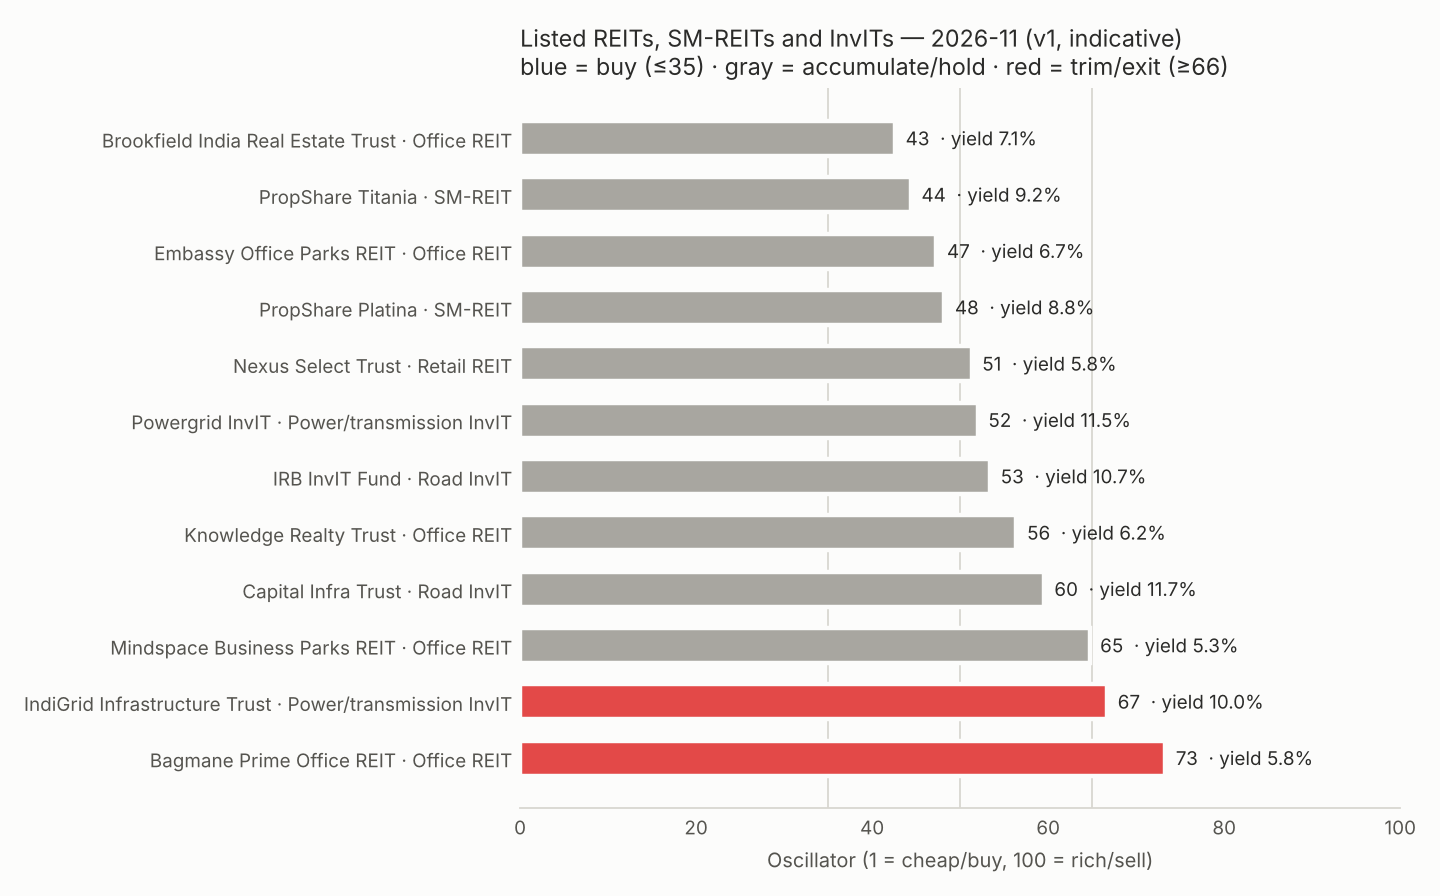 Listed REITs, SM-REITs and InvITs — 2026-11 (v1, indicative)
blue = buy (≤35) · gray = accumulate/hold · red = trim/exit (≥66)
Brookfield India Real Estate Trust · Office REIT 43 · yield 7.1%
PropShare Titania · SM-REIT 44 · yield 9.2%
Embassy Office Parks REIT · Office REIT 47 · yield 6.7%
PropShare Platina · SM-REIT 48 · yield 8.8%
Nexus Select Trust · Retail REIT 51 · yield 5.8%
Powergrid InvIT · Power/transmission InvIT 52 · yield 11.5%
IRB InvIT Fund · Road InvIT 53 · yield 10.7%
Knowledge Realty Trust · Office REIT 56 · yield 6.2%
Capital Infra Trust · Road InvIT 60 · yield 11.7%
Mindspace Business Parks REIT · Office REIT 65 · yield 5.3%
IndiGrid Infrastructure Trust · Power/transmission InvIT 67 · yield 10.0%
Bagmane Prime Office REIT · Office REIT 73 · yield 5.8%
0 20 40 60 80 100
Oscillator (1 = cheap/buy, 100 = rich/sell)